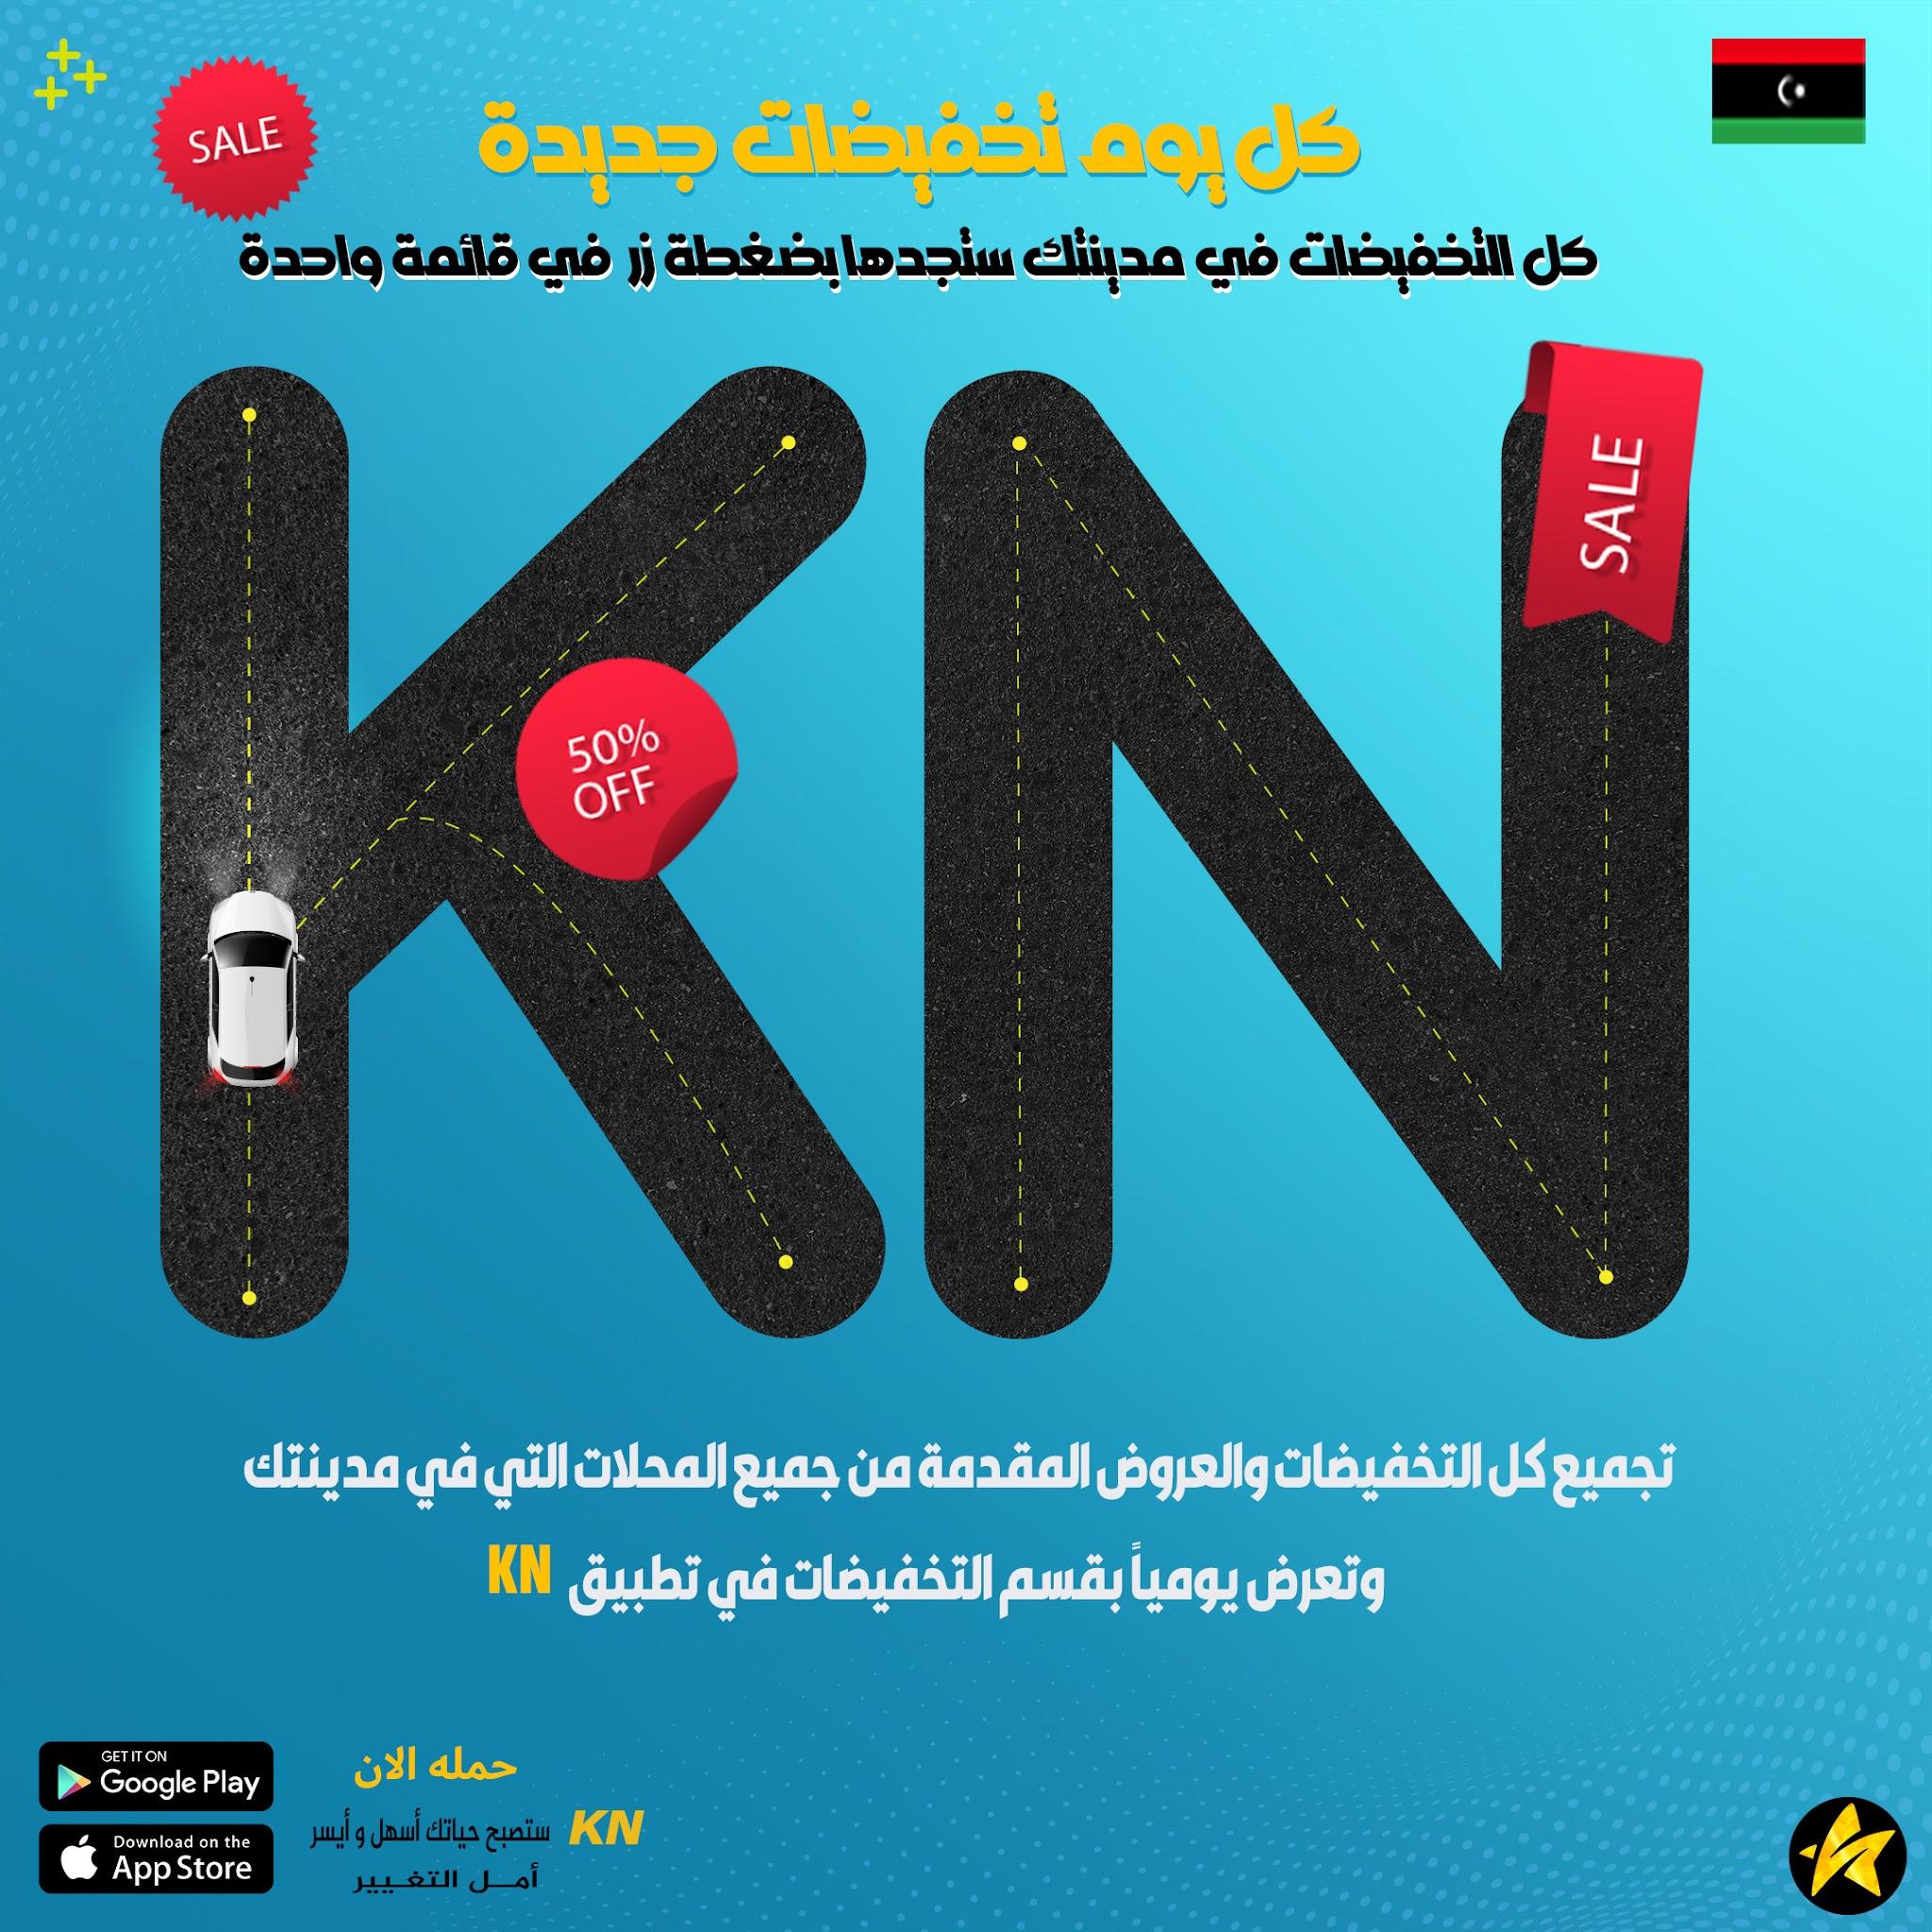 SALE
كل يوم تخفيضات جديدة
كل التخفيضات في مدينتك ستجدها بضغطة زر في قائمة واحدة
KN
SALE
50%
OFF
تجميع كل التخفيضات والعروض المقدمة من جميع المحلات التي في مدينتك
وتعرض يومياً بقسم التخفيضات في تطبيق KN
GET IT ON
Google Play
Download on the
App Store
حمله الان
KN ستصبح حياتك أسهل و أيسر
أمــل التغــيير